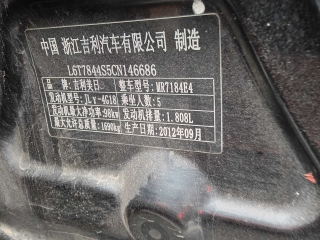 中国 浙江吉利汽车有限公司 制造
L6T7844S5CN146686
品 牌: 吉利美日 整车型号: MR7184E4
发动机型号: JLγ-4G18 乘坐人数: 5
发动机最大净功率: 98kW 发动机排量: 1.808L
最大允许总质量: 1690kg 生产日期: 2012年09月